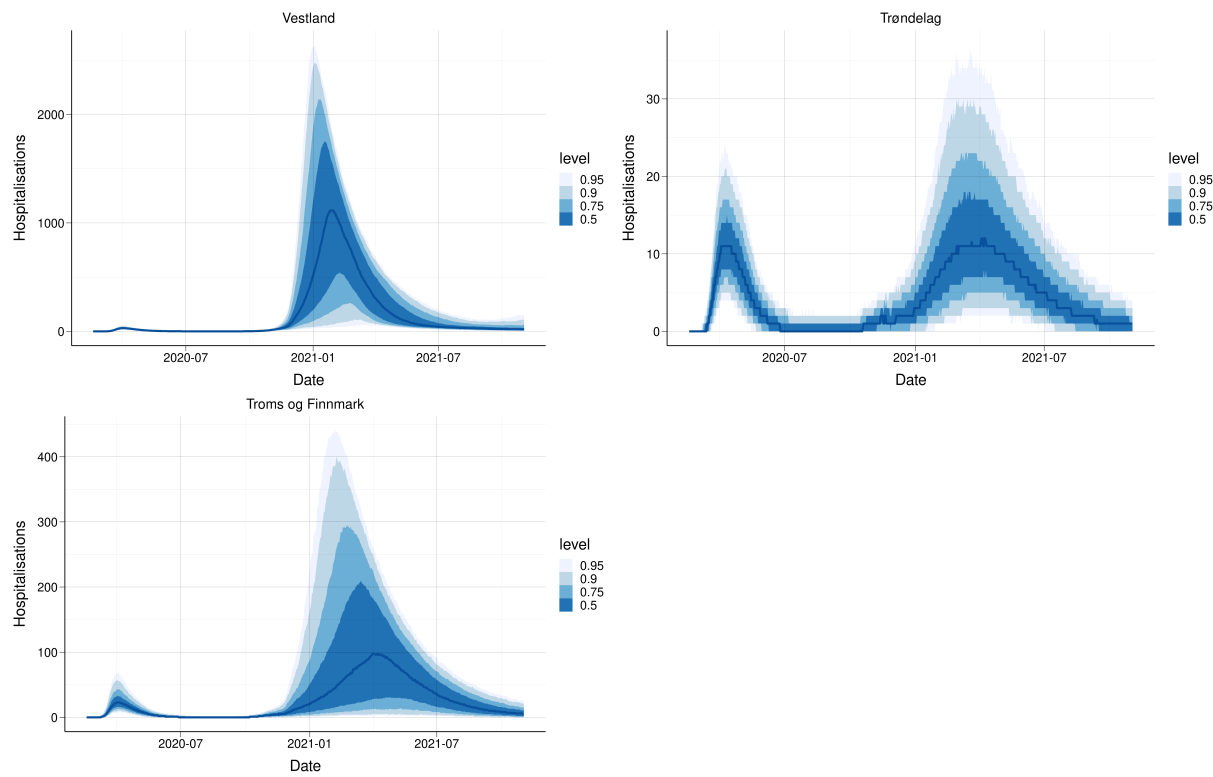 Vestland
Hospitalisations
2000
1000
0
2020-07
2021-01
2021-07
Date
level
0.95
0.9
0.75
0.5
Trøndelag
Hospitalisations
30
20
10
0
2020-07
2021-01
2021-07
Date
level
0.95
0.9
0.75
0.5
Troms og Finnmark
Hospitalisations
400
300
200
100
0
2020-07
2021-01
2021-07
Date
level
0.95
0.9
0.75
0.5